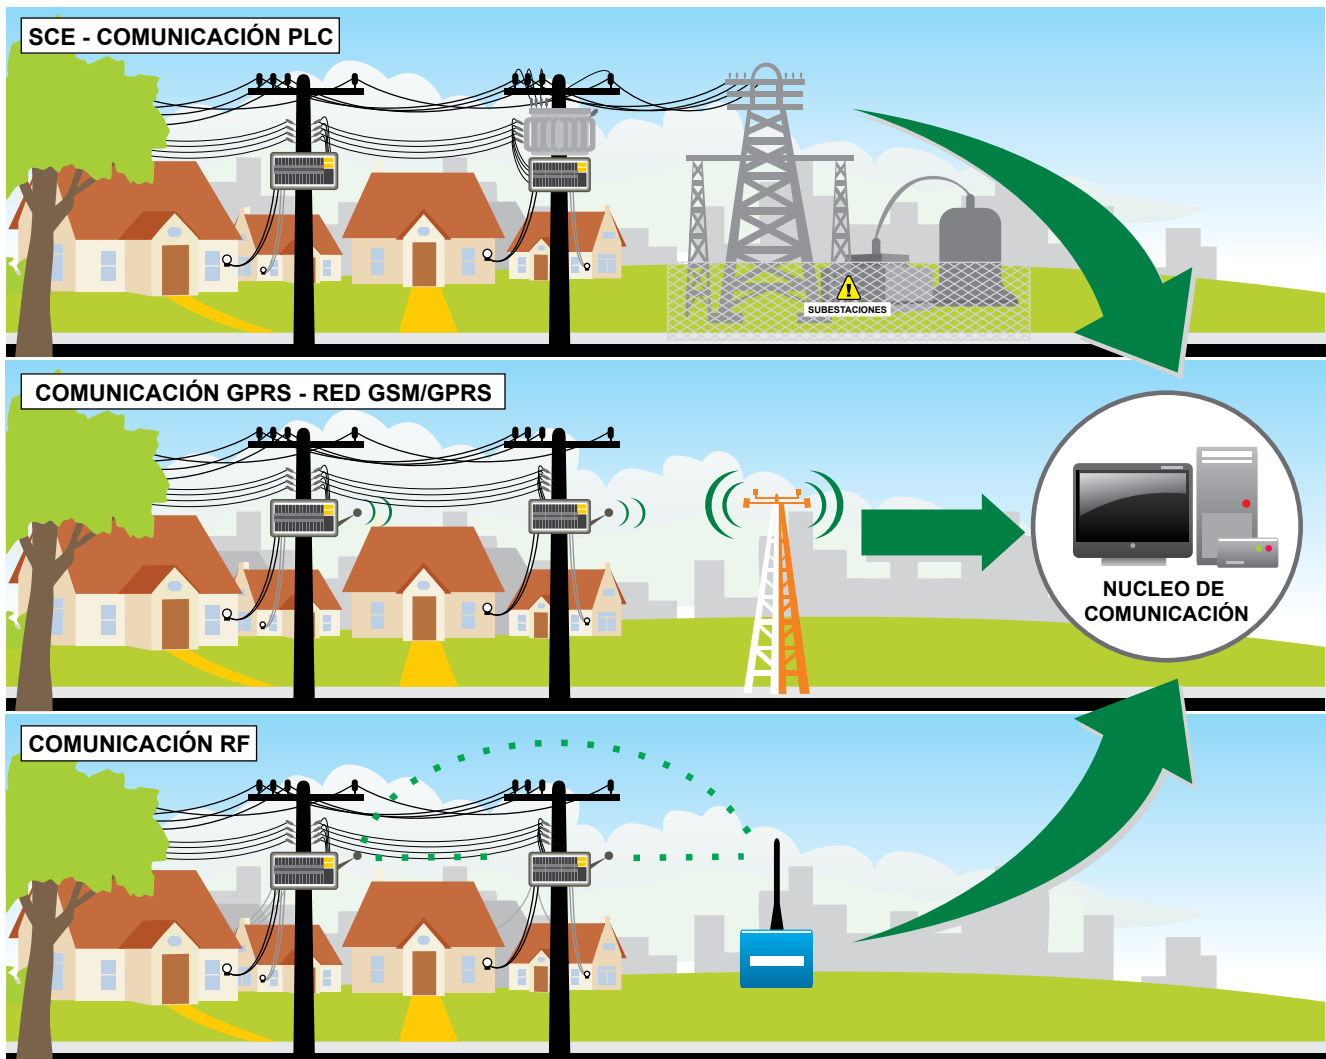 SCE - COMUNICACIÓN PLC
SUBESTACIONES
COMUNICACIÓN GPRS - RED GSM/GPRS
NUCLEO DE
COMUNICACIÓN
COMUNICACIÓN RF